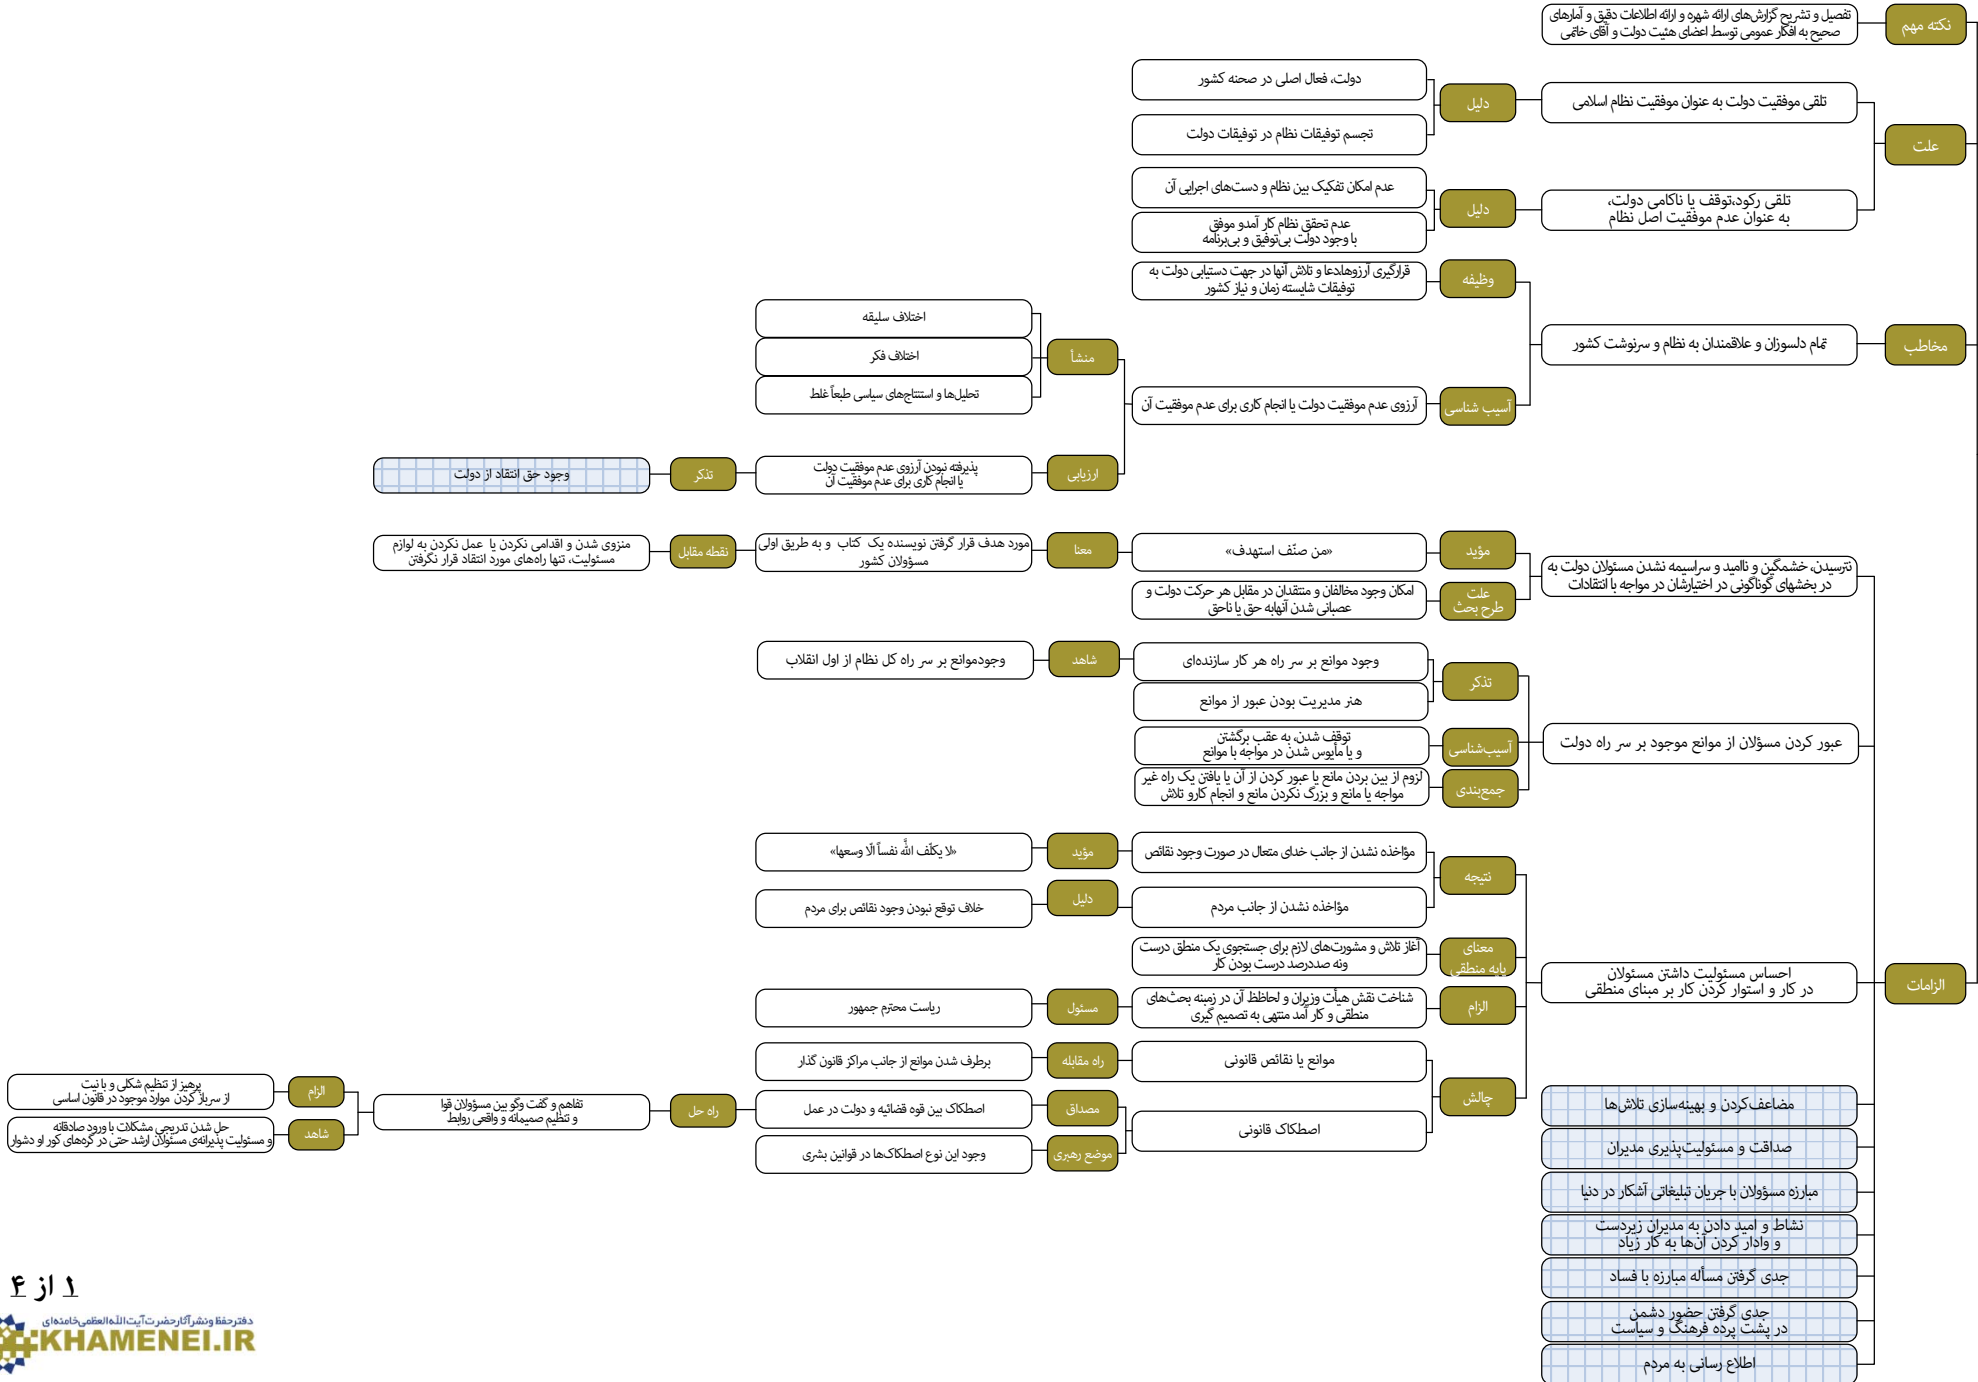 نکته مهم
تفصیل و تشریح گزارش‌های ارائه شهره و ارائه اطلاعات دقیق و آمارهای
صحیح به افکار عمومی توسط اعضای هئیت دولت و آقای خاتمی
علت
تلقی موفقیت دولت به عنوان موفقیت نظام اسلامی
دلیل
دولت، فعال اصلی در صحنه کشور
تجسم توفیقات نظام در توفیقات دولت
تلقی رکود،توقف یا ناکامی دولت،
به عنوان عدم موفقیت اصل نظام
دلیل
عدم امکان تفکیک بین نظام و دست‌های اجرایی آن
عدم تحقق نظام کار آمدو موفق
با وجود دولت بی‌توفیق و بی‌برنامه
مخاطب
تمام دلسوزان و علاقمندان به نظام و سرنوشت کشور
وظیفه
قرارگیری آرزوها،دعا و تلاش آنها در جهت دستیابی دولت به
توفیقات شایسته زمان و نیاز کشور
آسیب شناسی
آرزوی عدم موفقیت دولت یا انجام کاری برای عدم موفقیت آن
منشأ
اختلاف سلیقه
اختلاف فکر
تحلیل‌ها و استنتاج‌های سیاسی طبعاً غلط
ارزیابی
پذیرفته نبودن آرزوی عدم موفقیت دولت
یا انجام کاری برای عدم موفقیت آن
تذکر
وجود حق انتقاد از دولت
الزامات
نترسیدن، خشمگین و ناامید و سراسیمه نشدن مسئولان دولت به
در بخشهای گوناگونی در اختیارشان در مواجه با انتقادات
مؤید
«من صنّف استهدف»
معنا
مورد هدف قرار گرفتن نویسنده یک کتاب و به طریق اولی
مسؤولان کشور
نقطه مقابل
منزوی شدن و اقدامی نکردن یا عمل نکردن به لوازم
مسئولیت، تنها راه‌های مورد انتقاد قرار نگرفتن
علت
طرح بحث
امکان وجود مخالفان و منتقدان در مقابل هر حرکت دولت و
عصبانی شدن آنهابه حق یا ناحق
عبور کردن مسؤلان از موانع موجود بر سر راه دولت
تذکر
وجود موانع بر سر راه هر کار سازنده‌ای
شاهد
وجودموانع بر سر راه کل نظام از اول انقلاب
هنر مدیریت بودن عبور از موانع
آسیب‌شناسی
توقف شدن، به عقب برگشتن
و یا مأیوس شدن در مواجه با موانع
جمع‌بندی
لزوم از بین بردن مانع یا عبور کردن از آن یا یافتن یک راه غیر
مواجه یا مانع و بزرگ نکردن مانع و انجام کارو تلاش
احساس مسئولیت داشتن مسئولان
در کار و استوار کردن کار بر مبنای منطقی
نتیجه
مؤاخذه نشدن از جانب خدای متعال در صورت وجود نقائص
مؤید
«لا یکلّف اللَّه نفساً الّا وسعها»
مؤاخذه نشدن از جانب مردم
دلیل
خلاف توقع نبودن وجود نقائص برای مردم
معنای
پایه منطقی
آغاز تلاش و مشورت‌های لازم برای جستجوی یک منطق درست
ونه صددرصد درست بودن کار
الزام
شناخت نقش هیأت وزیران و لحاظظ آن در زمینه بحث‌های
منطقی و کار آمد منتهی به تصمیم گیری
مسئول
ریاست محترم جمهور
چالش
موانع یا نقائص قانونی
راه مقابله
برطرف شدن موانع از جانب مراکز قانون گذار
اصطکاک قانونی
مصداق
اصطکاک بین قوه قضائیه و دولت در عمل
راه حل
تفاهم و گفت وگو بین مسؤولان قوا
و تنظیم صمیمانه و واقعی روابط
الزام
پرهیز از تنظیم شکلی و با نیت
از سرباز کردن موارد موجود در قانون اساسی
شاهد
حل شدن تدریجی مشکلات با ورود صادقانه
و مسئولیت پذیرانه‌ی مسئولان ارشد حتی در گره‌های کور او دشوار
موضع رهبری
وجود این نوع اصطکاک‌ها در قوانین بشری
مضاعف‌کردن و بهینه‌سازی تلاش‌ها
صداقت و مسئولیت‌پذیری مدیران
مبارزه مسؤولان با جریان تبلیغاتی آشکار در دنیا
نشاط و امید دادن به مدیران زیردست
و وادار کردن آن‌ها به کار زیاد
جدی گرفتن مسأله مبارزه با فساد
جدی گرفتن حضور دشمن
در پشت پرده فرهنگ و سیاست
اطلاع رسانی به مردم
۱ از ۴
دفتر حفظ و نشر آثار حضرت آیت‌الله‌العظمی خامنه‌ای
KHAMENEI.IR